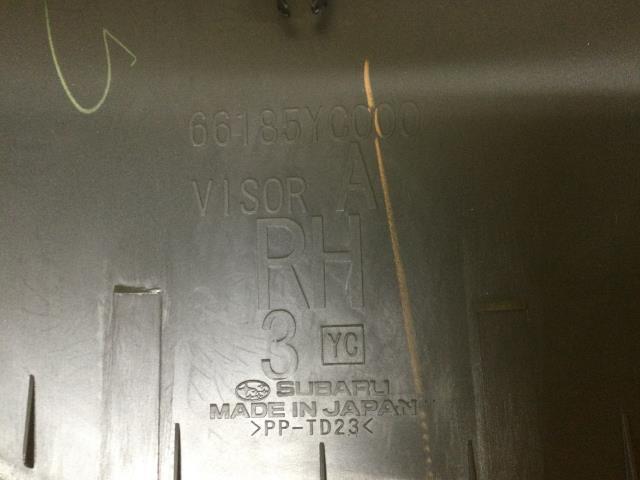 66185YC000
VISOR A
RH
3 YC
SUBARU
MADE IN JAPAN
>PP-TD23<